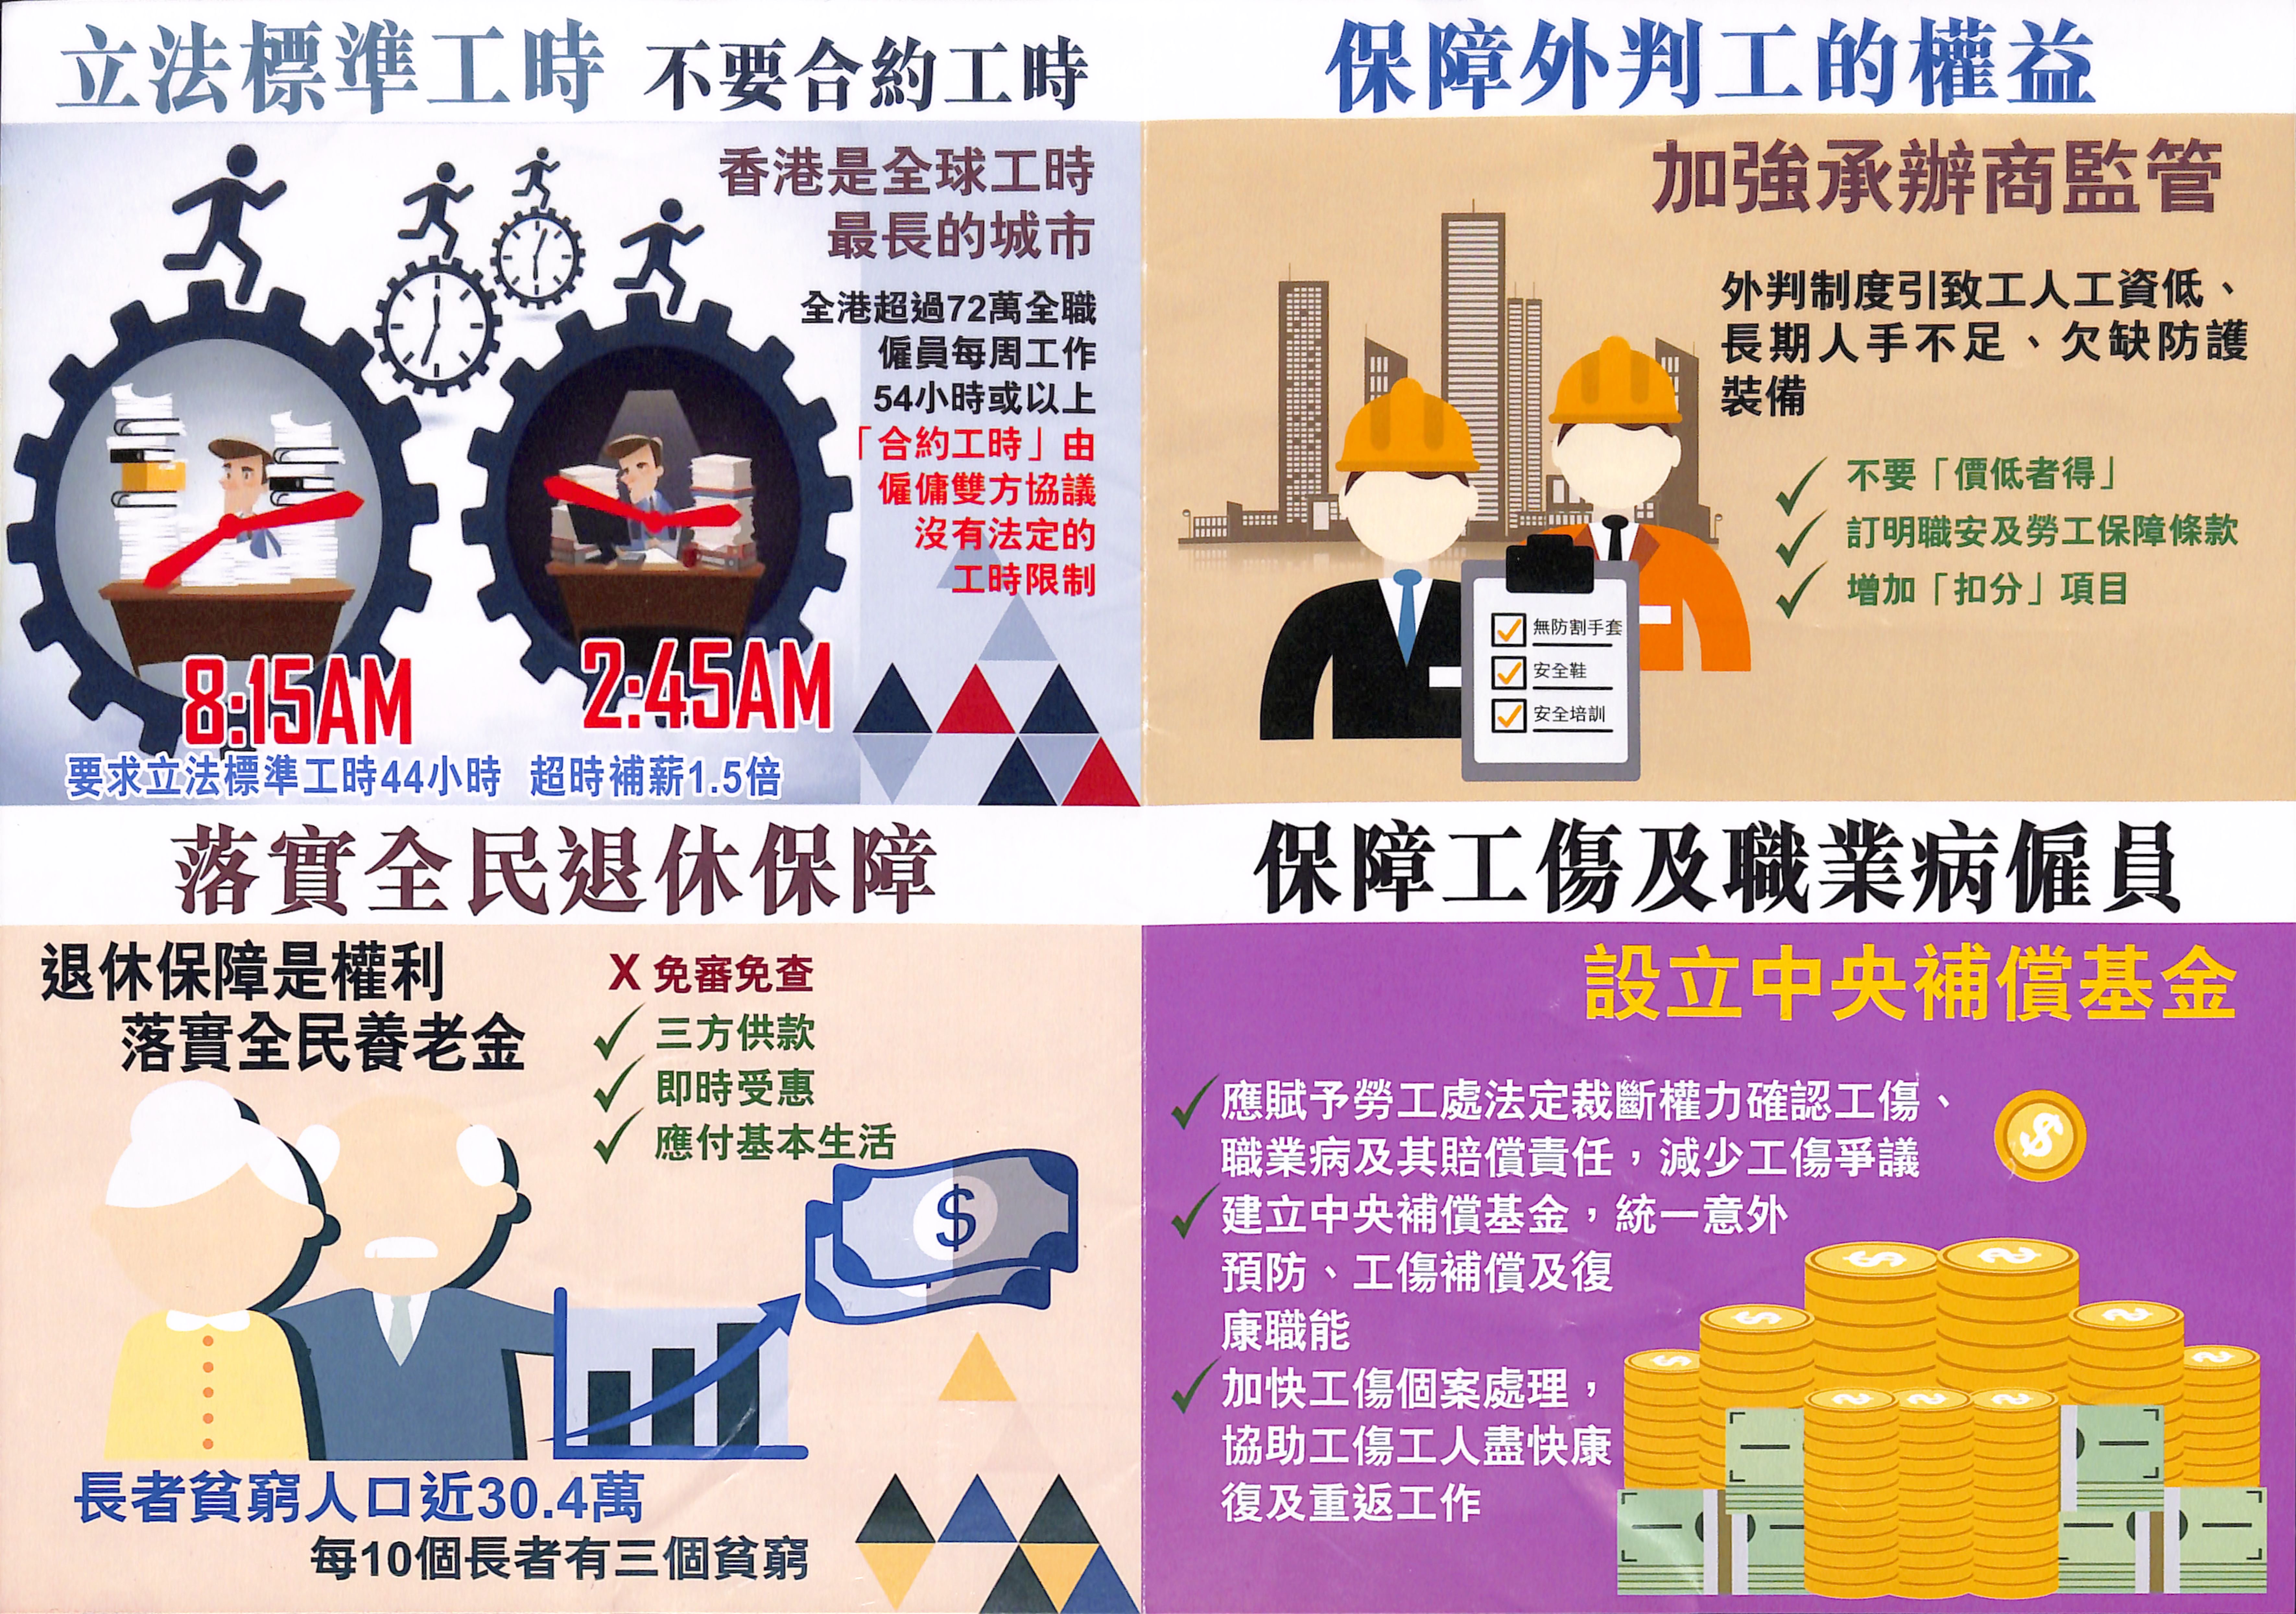 立法標準工時 不要合約工時
香港是全球工時
最長的城市
全港超過72萬全職
僱員每周工作
54小時或以上
「合約工時」由
僱傭雙方協議
沒有法定的
工時限制
8:15AM
2:45AM
要求立法標準工時44小時 超時補薪1.5倍
保障外判工的權益
加強承辦商監管
外判制度引致工人工資低、
長期人手不足、欠缺防護
裝備
不要「價低者得」
訂明職安及勞工保障條款
增加「扣分」項目
無防割手套
安全鞋
安全培訓
落實全民退休保障
退休保障是權利
落實全民養老金
X 免審免查
三方供款
即時受惠
應付基本生活
$
長者貧窮人口近30.4萬
每10個長者有三個貧窮
保障工傷及職業病僱員
設立中央補償基金
應賦予勞工處法定裁斷權力確認工傷、
職業病及其賠償責任，減少工傷爭議
建立中央補償基金，統一意外
預防、工傷補償及復
康職能
加快工傷個案處理，
協助工傷工人盡快康
復及重返工作